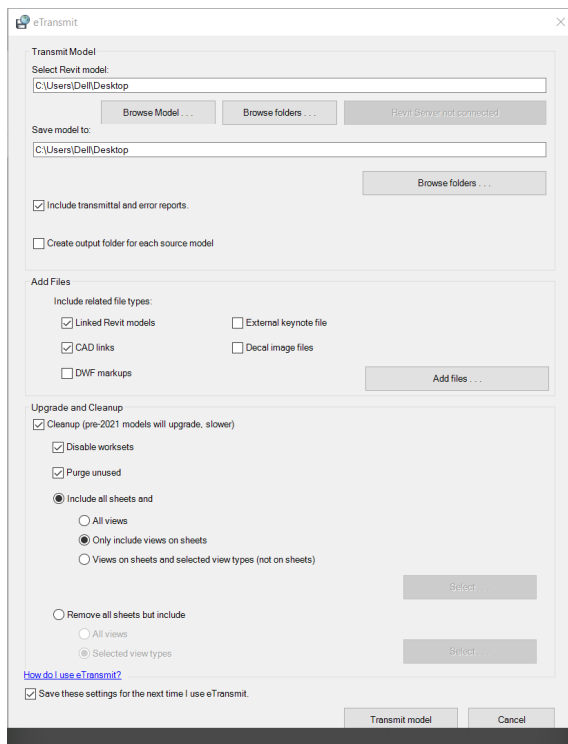 eTransmit
Transmit Model
Select Revit model:
C:\Users\Dell\Desktop
Browse Model . . .
Browse folders . . .
Revit Server not connected
Save model to:
C:\Users\Dell\Desktop
Browse folders . . .
Include transmittal and error reports.
Create output folder for each source model
Add Files
Include related file types:
Linked Revit models
External keynote file
CAD links
Decal image files
DWF markups
Add files . . .
Upgrade and Cleanup
Cleanup (pre-2021 models will upgrade, slower)
Disable worksets
Purge unused
Include all sheets and
All views
Only include views on sheets
Views on sheets and selected view types (not on sheets)
Select
Remove all sheets but include
All views
Selected view types
Select
How do I use eTransmit?
Save these settings for the next time I use eTransmit.
Transmit model
Cancel